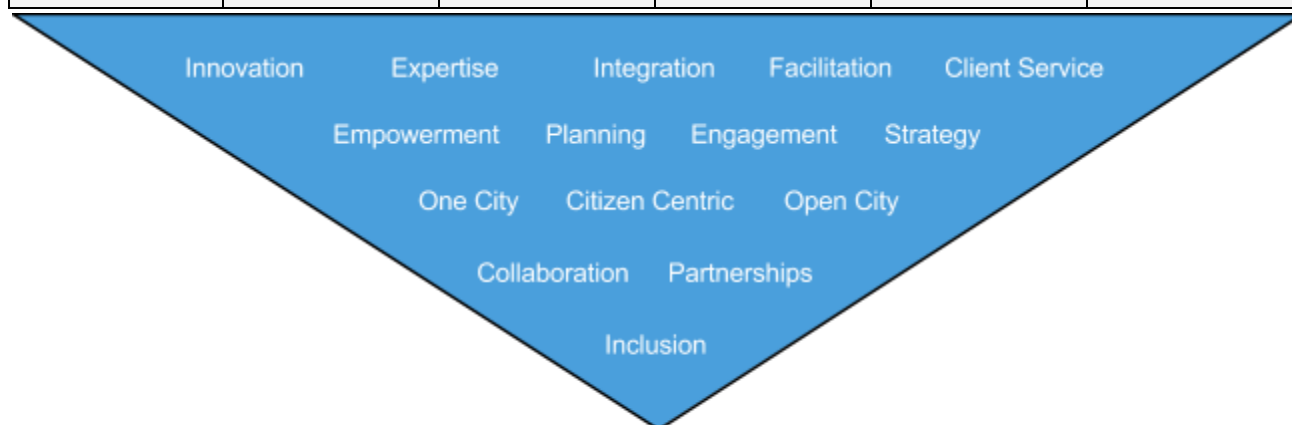 Innovation Expertise Integration Facilitation Client Service
Empowerment Planning Engagement Strategy
One City Citizen Centric Open City
Collaboration Partnerships
Inclusion